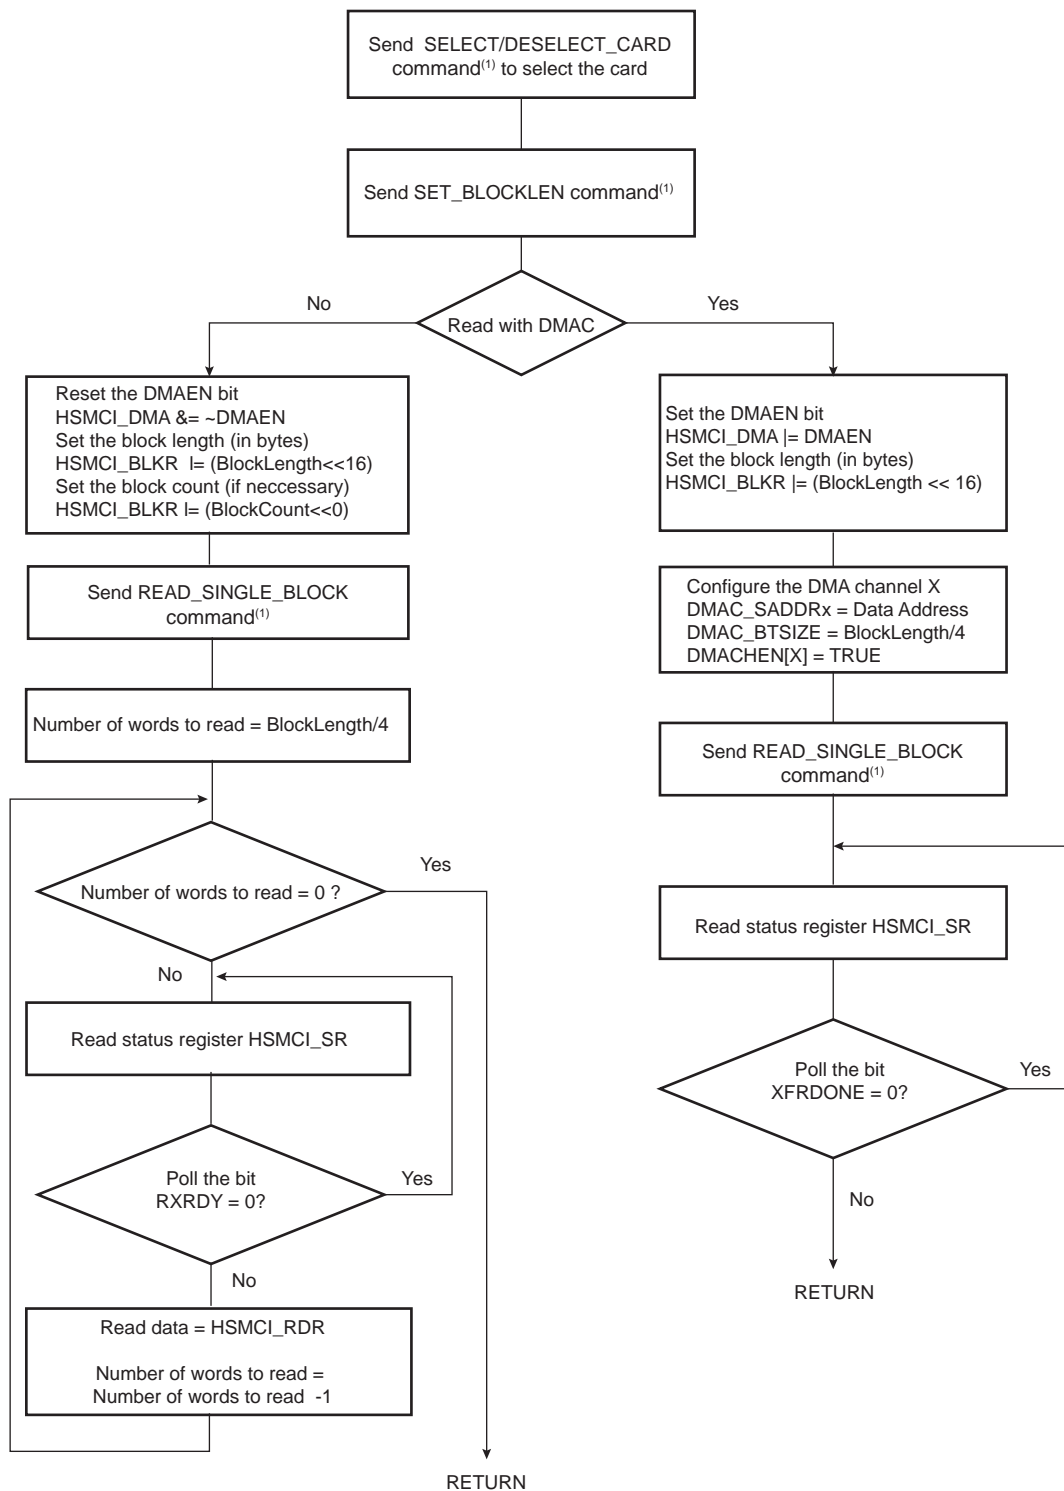 Send  SELECT/DESELECT_CARD
command(1) to select the card
Send SET_BLOCKLEN command(1)
No
Yes
Read with DMAC
Reset the DMAEN bit
HSMCI_DMA &= ~DMAEN
Set the block length (in bytes)
HSMCI_BLKR  l= (BlockLength<<16)
Set the block count (if neccessary)
HSMCI_BLKR l= (BlockCount<<0)
Set the DMAEN bit
HSMCI_DMA |= DMAEN
Set the block length (in bytes)
HSMCI_BLKR |= (BlockLength << 16)
Send READ_SINGLE_BLOCK
command(1)
Configure the DMA channel X
DMAC_SADDRx = Data Address
DMAC_BTSIZE = BlockLength/4
DMACHEN[X] = TRUE
Number of words to read = BlockLength/4
Send READ_SINGLE_BLOCK
command(1)
Number of words to read = 0 ?
Yes
No
Read status register HSMCI_SR
Read status register HSMCI_SR
Poll the bit
XFRDONE = 0?
Yes
No
RETURN
Poll the bit
RXRDY = 0?
Yes
No
Read data = HSMCI_RDR
Number of words to read =
Number of words to read  -1
RETURN